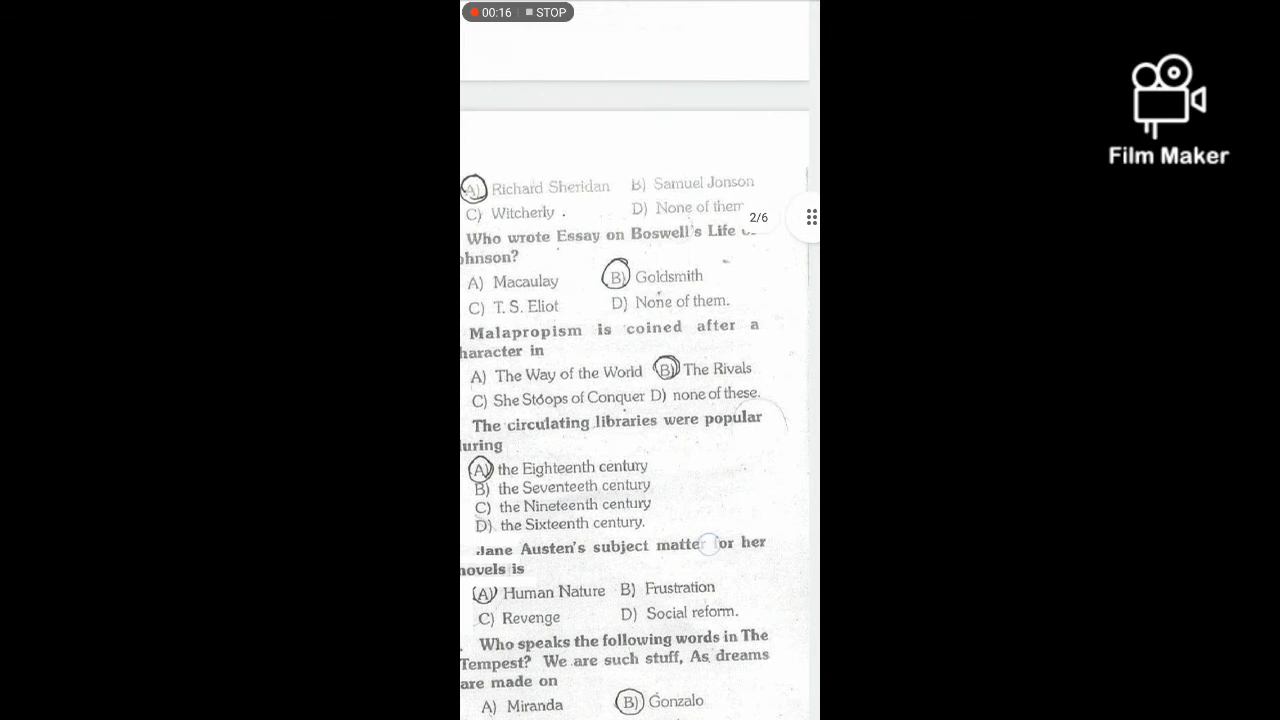 00:16 STOP
Film Maker
A) Richard Sheridan B) Samuel Jonson
C) Witcherly . D) None of them
2/6
Who wrote Essay on Boswell's Life
ohnson?
A) Macaulay B) Goldsmith
C) T. S. Eliot D) None of them.
Malapropism is coined after a
haracter in
A) The Way of the World B) The Rivals
C) She Stoops of Conquer D) none of these.
The circulating libraries were popular
luring
A) the Eighteenth century
B) the Seventeeth century
C) the Nineteenth century
D) the Sixteenth century.
Jane Austen's subject matter for her
novels is
A) Human Nature B) Frustration
C) Revenge D) Social reform.
Who speaks the following words in The
Tempest? We are such stuff, As dreams
are made on
A) Miranda B) Gonzalo